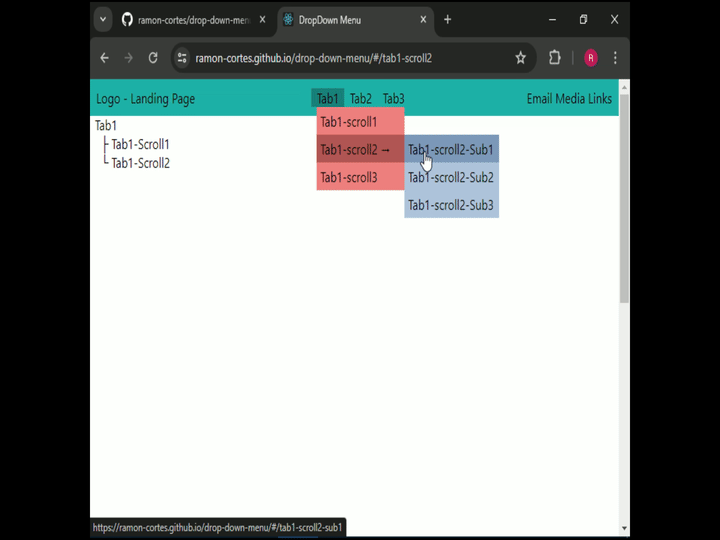 ramon-cortes/drop-down-men
DropDown Menu
ramon-cortes.github.io/drop-down-menu/#/tab1-scroll2
R
Logo - Landing Page
Tab1 Tab2 Tab3
Email Media Links
Tab1
├ Tab1-Scroll1
└ Tab1-Scroll2
Tab1-scroll1
Tab1-scroll2 →
Tab1-scroll3
Tab1-scroll2-Sub1
Tab1-scroll2-Sub2
Tab1-scroll2-Sub3
https://ramon-cortes.github.io/drop-down-menu/#/tab1-scroll2-sub1